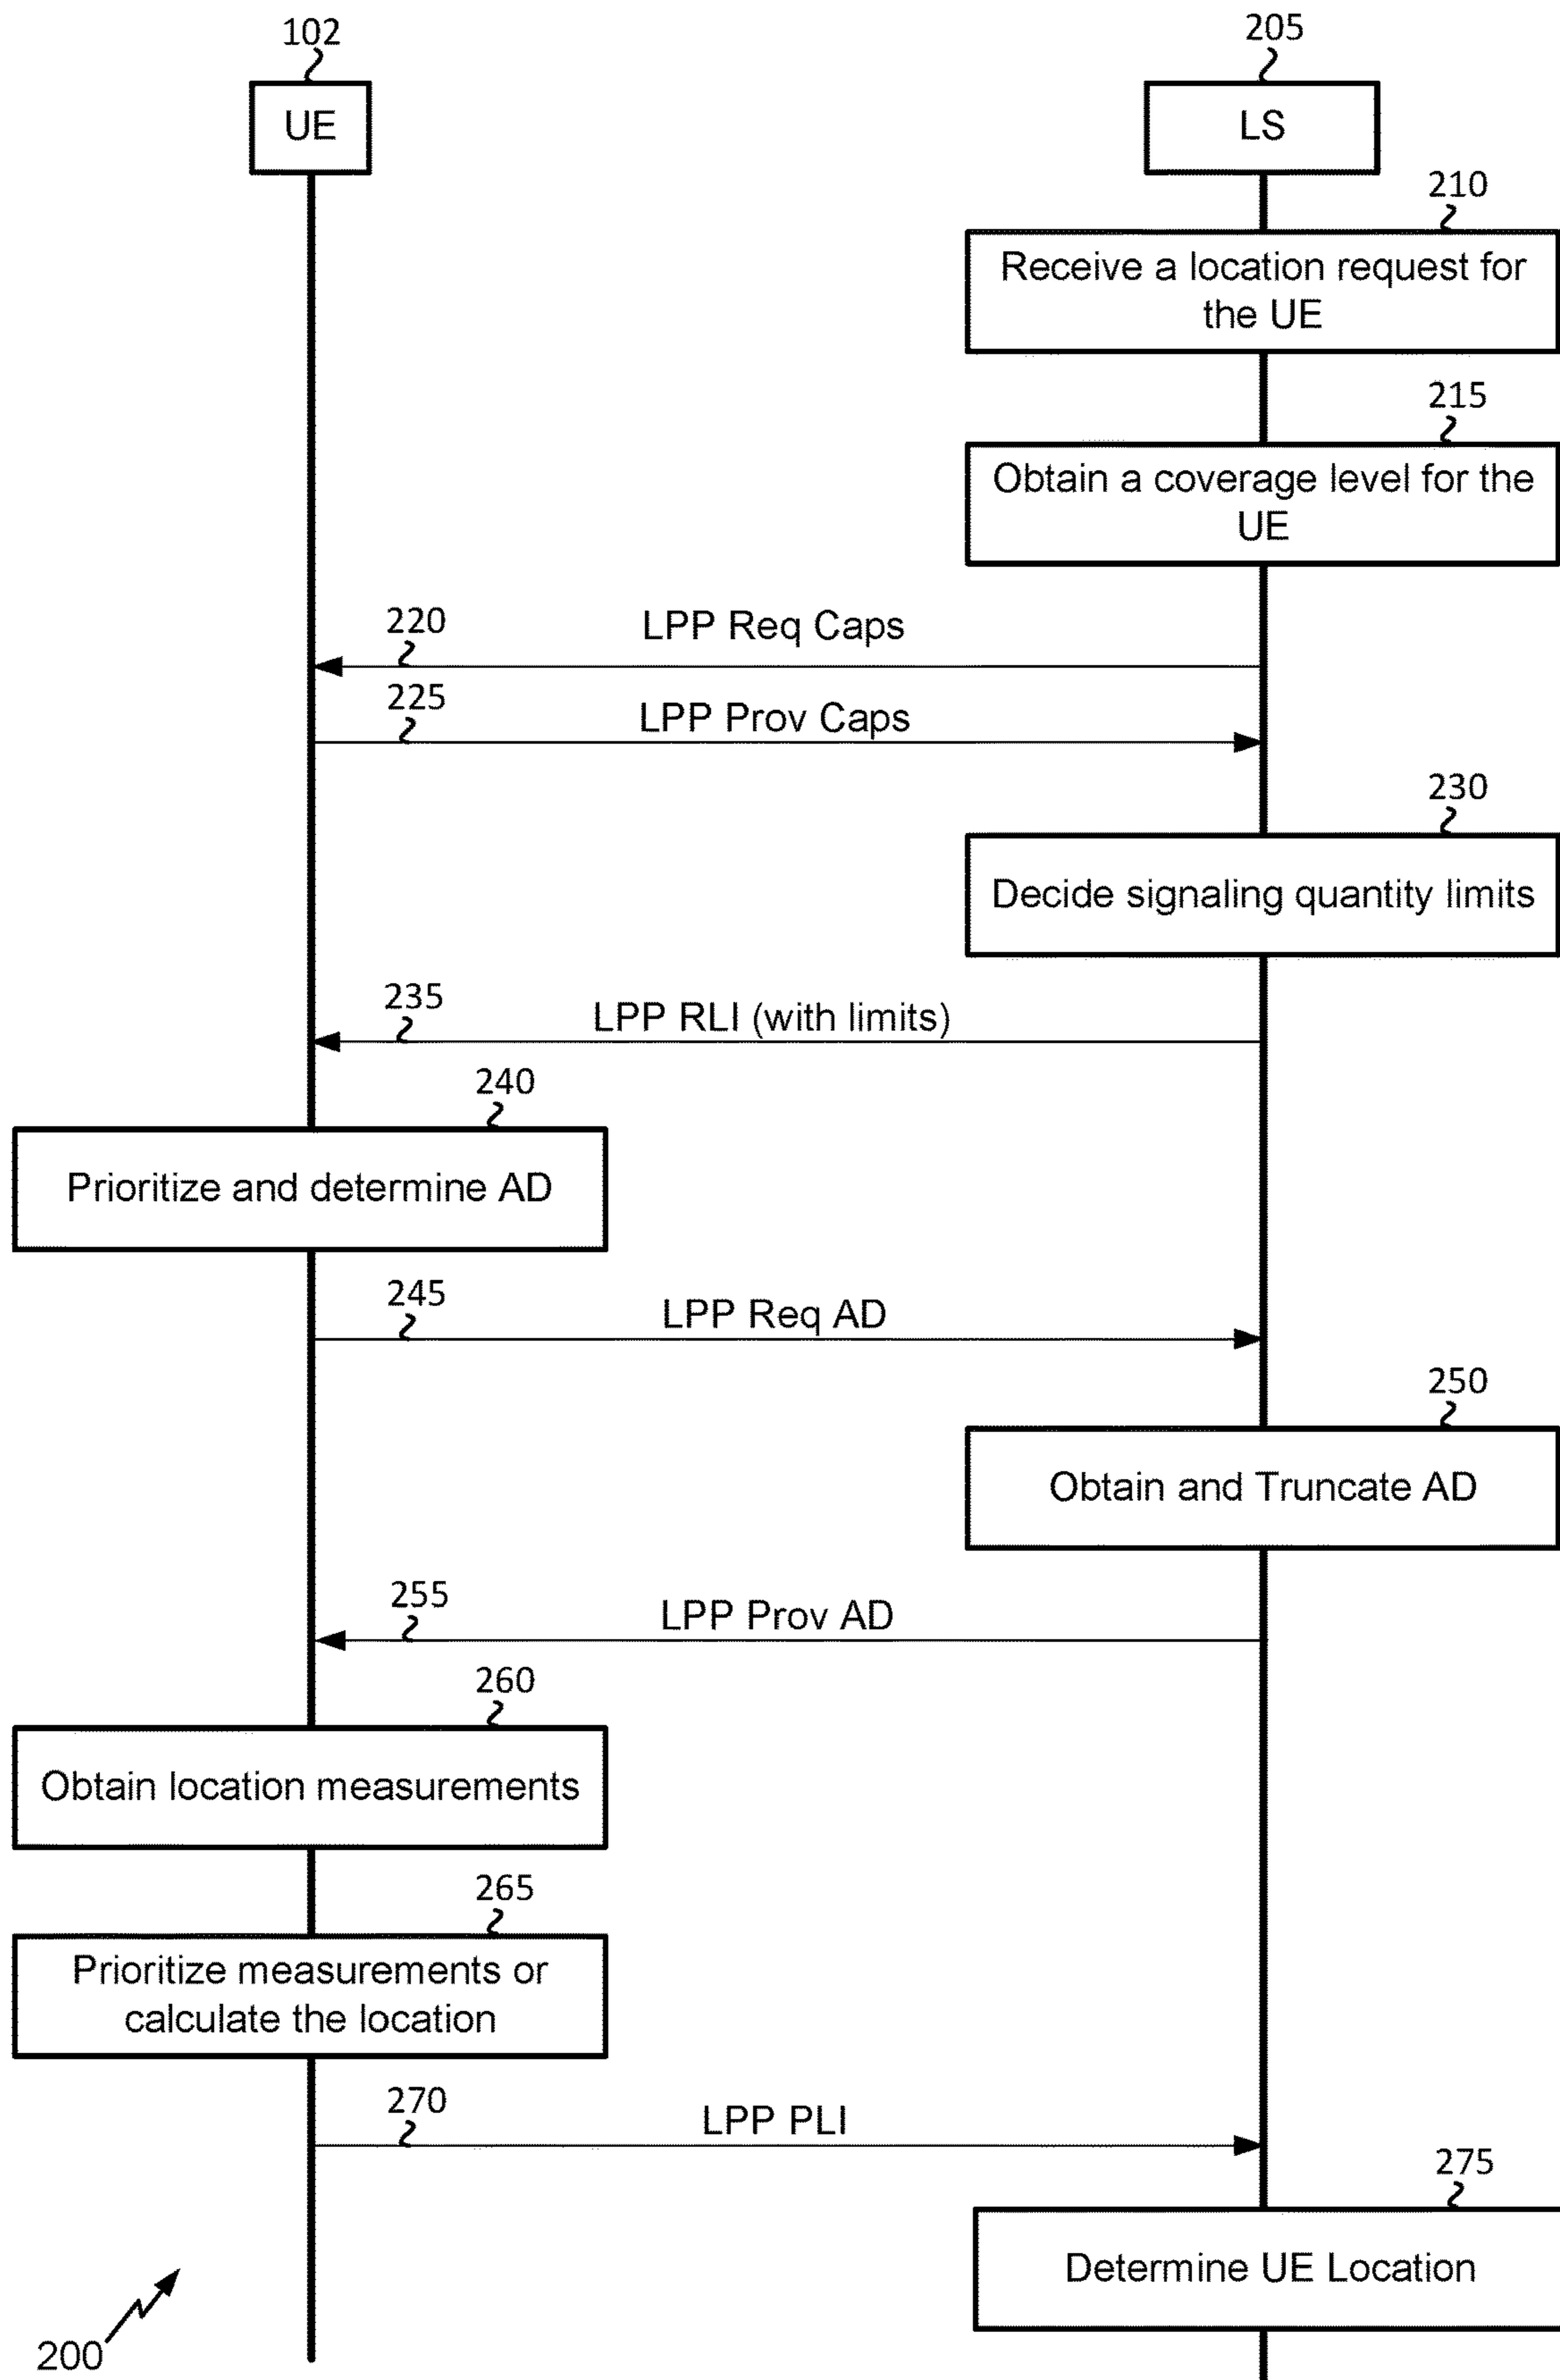 102
205
UE
LS
210
Receive a location request for
the UE
215
Obtain a coverage level for the
UE
220
LPP Req Caps
225
LPP Prov Caps
230
Decide signaling quantity limits
235
LPP RLI (with limits)
240
Prioritize and determine AD
245
LPP Req AD
250
Obtain and Truncate AD
255
LPP Prov AD
260
Obtain location measurements
265
Prioritize measurements or
calculate the location
270
LPP PLI
275
Determine UE Location
200